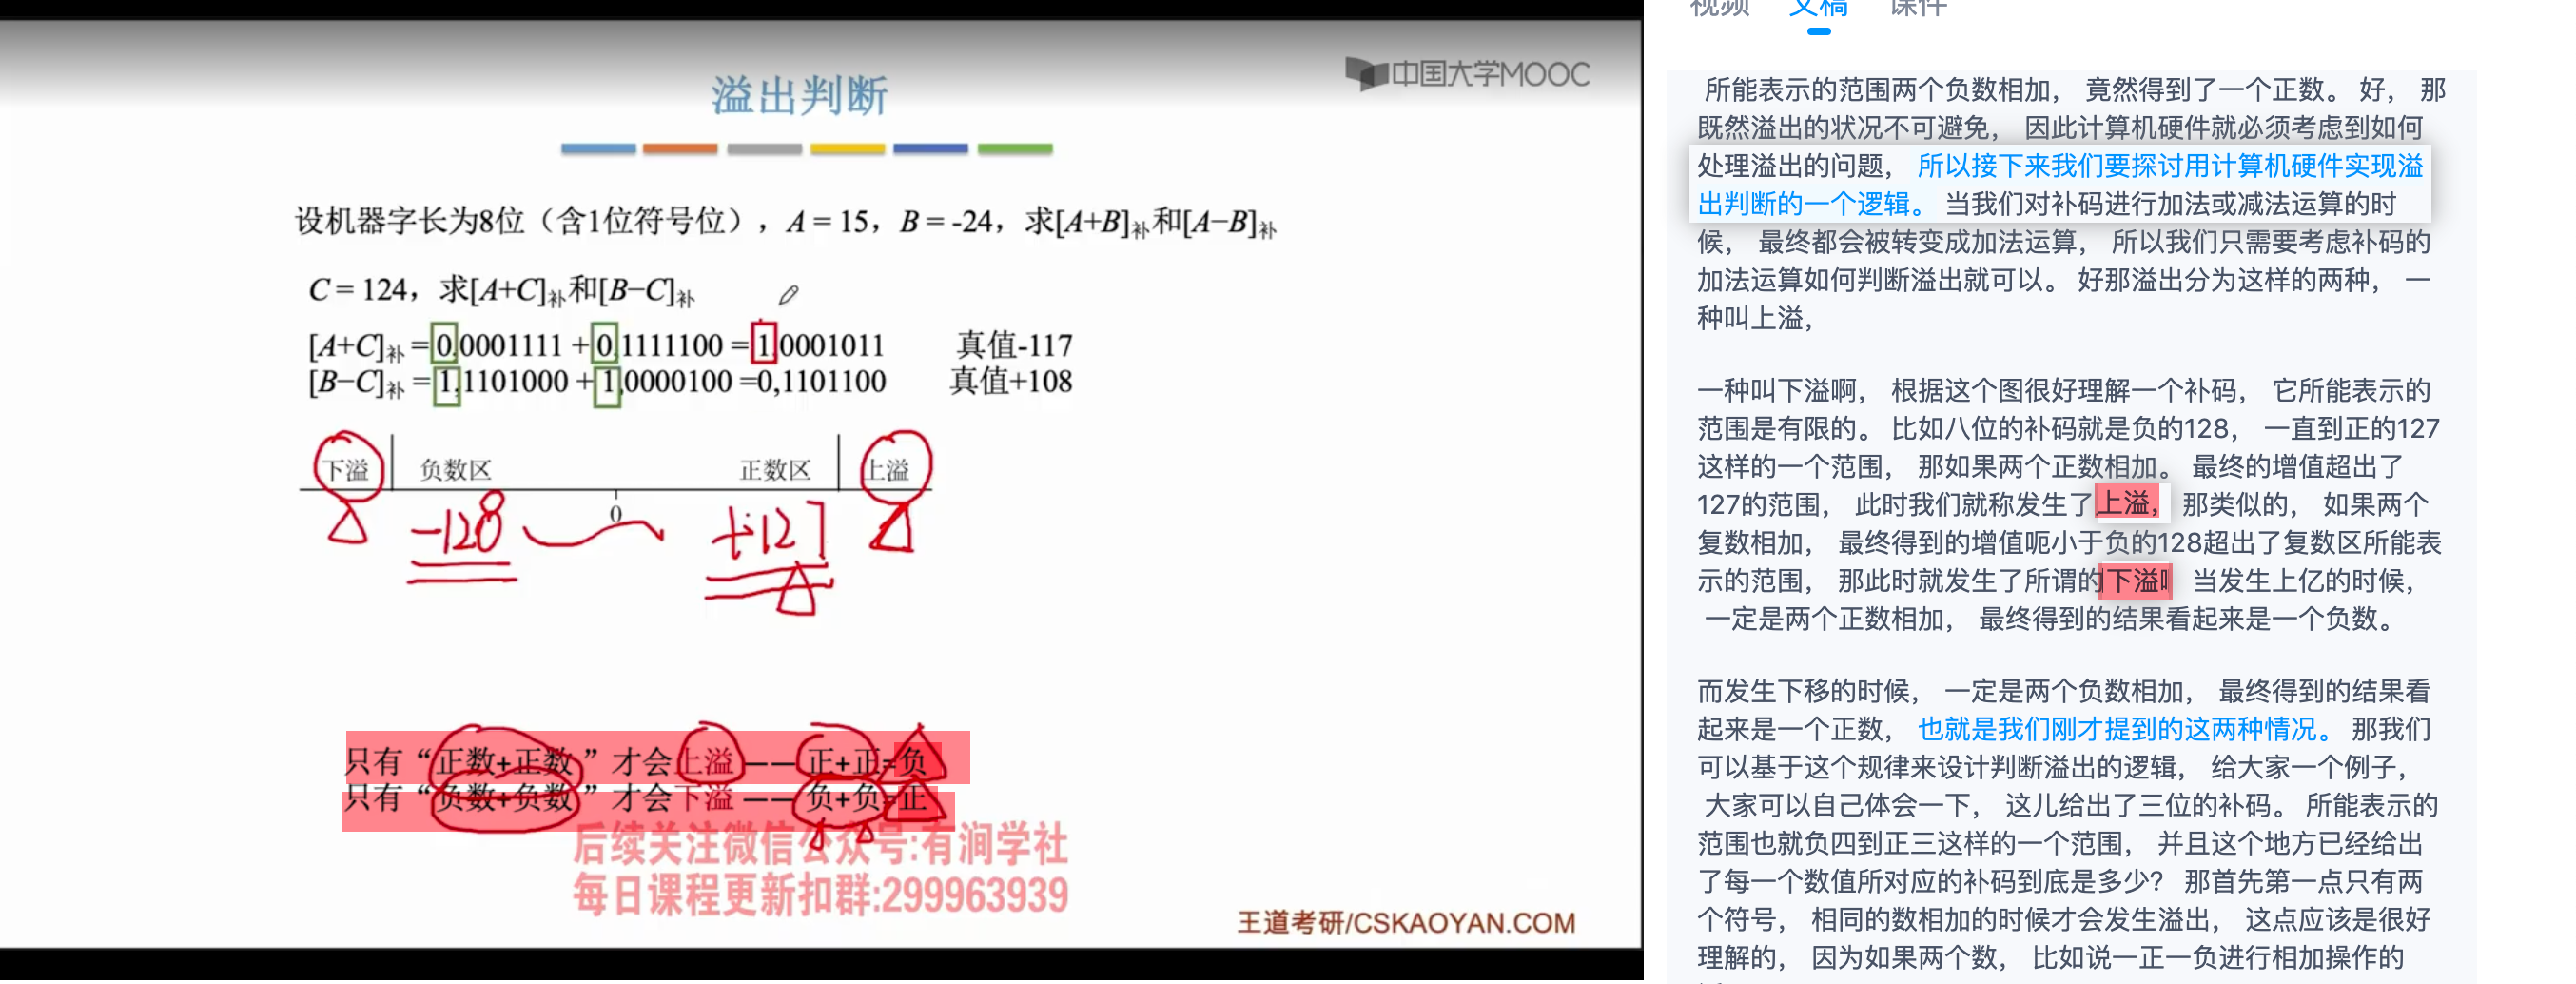 中国大学MOOC
溢出判断
设机器字长为8位（含1位符号位），A = 15，B = -24，求[A+B]补和[A−B]补
C = 124，求[A+C]补和[B−C]补
[A+C]补 = 0,0001111 + 0,1111100 = 1,0001011 真值-117
[B−C]补 = 1,1101000 + 1,0000100 =0,1101100 真值+108
下溢 负数区 正数区 上溢
0
-128 +127
只有“正数+正数”才会上溢——正+正=负
只有“负数+负数”才会下溢——负+负=正
后续关注微信公众号:有润学社
每日课程更新扣群:299963939
王道考研/CSKAOYAN.COM
视频 文稿 课件
所能表示的范围两个负数相加， 竟然得到了一个正数。 好， 那
既然溢出的状况不可避免， 因此计算机硬件就必须考虑到如何
处理溢出的问题， 所以接下来我们要探讨用计算机硬件实现溢
出判断的一个逻辑。 当我们对补码进行加法或减法运算的时
候， 最终都会被转变成加法运算， 所以我们只需要考虑补码的
加法运算如何判断溢出就可以。 好那溢出分为这样的两种， 一
种叫上溢，
一种叫下溢啊， 根据这个图很好理解一个补码， 它所能表示的
范围是有限的。 比如八位的补码就是负的128， 一直到正的127
这样的一个范围， 那如果两个正数相加。 最终的增值超出了
127的范围， 此时我们就称发生了上溢， 那类似的， 如果两个
复数相加， 最终得到的增值呃小于负的128超出了复数区所能表
示的范围， 那此时就发生了所谓的下溢 当发生上亿的时候，
一定是两个正数相加， 最终得到的结果看起来是一个负数。
而发生下移的时候， 一定是两个负数相加， 最终得到的结果看
起来是一个正数， 也就是我们刚才提到的这两种情况。 那我们
可以基于这个规律来设计判断溢出的逻辑， 给大家一个例子，
大家可以自己体会一下， 这儿给出了三位的补码。 所能表示的
范围也就负四到正三这样的一个范围， 并且这个地方已经给出
了每一个数值所对应的补码到底是多少? 那首先第一点只有两
个符号， 相同的数相加的时候才会发生溢出， 这点应该是很好
理解的， 因为如果两个数， 比如说一正一负进行相加操作的